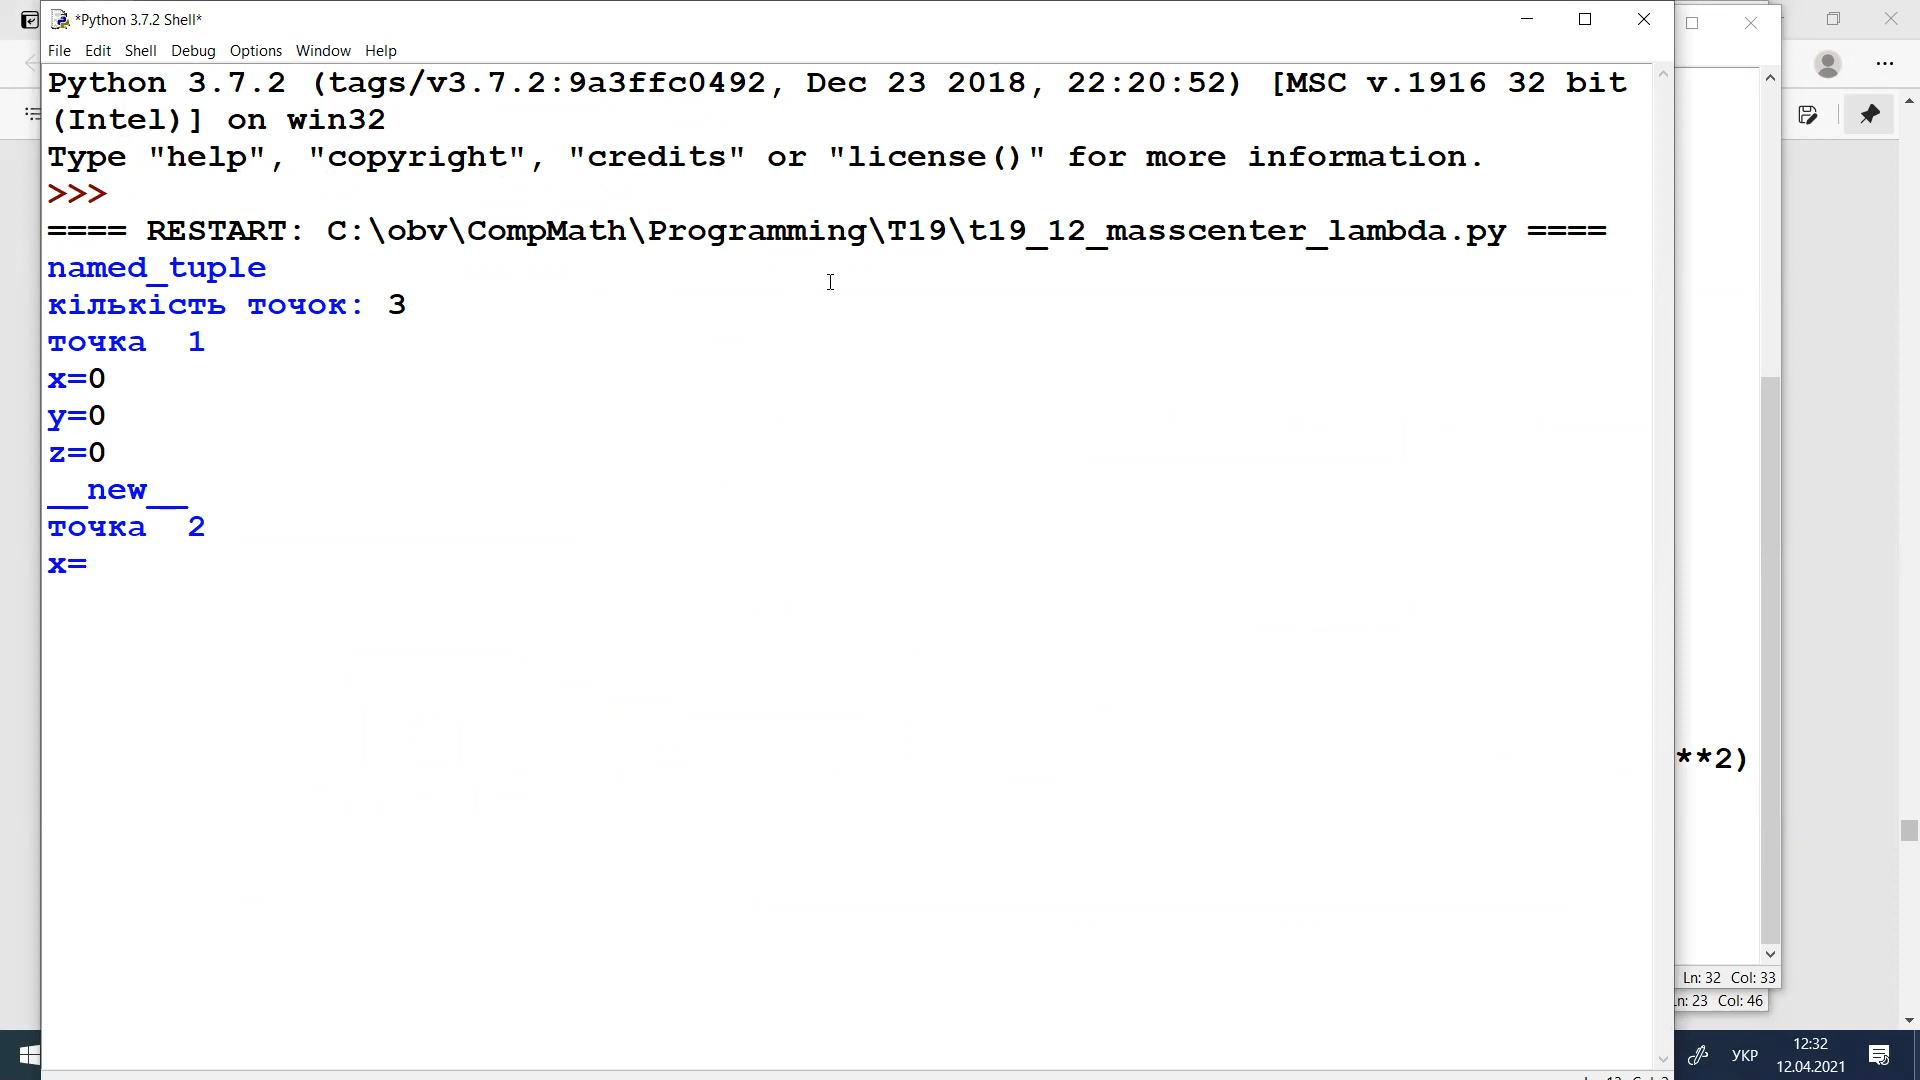 *Python 3.7.2 Shell*
File Edit Shell Debug Options Window Help
Python 3.7.2 (tags/v3.7.2:9a3ffc0492, Dec 23 2018, 22:20:52) [MSC v.1916 32 bit
(Intel)] on win32
Type "help", "copyright", "credits" or "license()" for more information.
>>>
==== RESTART: C:\obv\CompMath\Programming\T19\t19_12_masscenter_lambda.py ====
named_tuple
кількість точок: 3
точка  1
x=0
y=0
z=0
__new__
точка  2
x=
**2)
Ln: 32 Col: 33
Ln: 23 Col: 46
УКР
12:32
12.04.2021